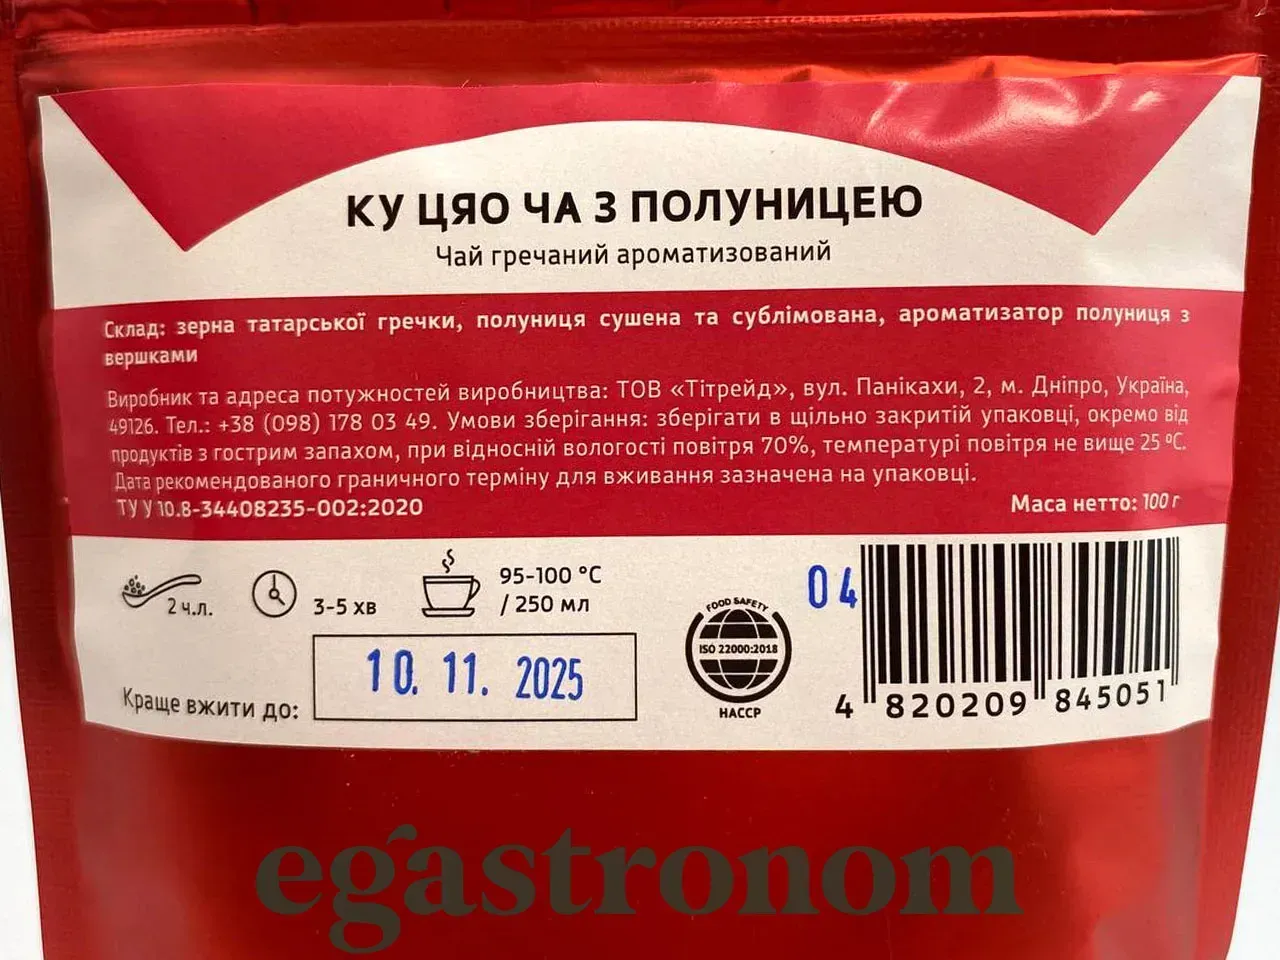 КУ ЦЯО ЧА З ПОЛУНИЦЕЮ
Чай гречаний ароматизований
Склад: зерна татарської гречки, полуниця сушена та сублімована, ароматизатор полуниця з
вершками
Виробник та адреса потужностей виробництва: ТОВ «Тітрейд», вул. Панікахи, 2, м. Дніпро, Україна,
49126. Тел.: +38 (098) 178 03 49. Умови зберігання: зберігати в щільно закритій упаковці, окремо від
продуктів з гострим запахом, при відносній вологості повітря 70%, температурі повітря не вище 25 ºС.
Дата рекомендованого граничного терміну для вживання зазначена на упаковці.
ТУ У 10.8-34408235-002:2020
Маса нетто: 100 г
2 ч.л.
3-5 хв
95-100 °C
/ 250 мл
04
FOOD SAFETY
ISO 22000:2018
HACCP
Краще вжити до:
10. 11. 2025
4 820209 845051
egastronom